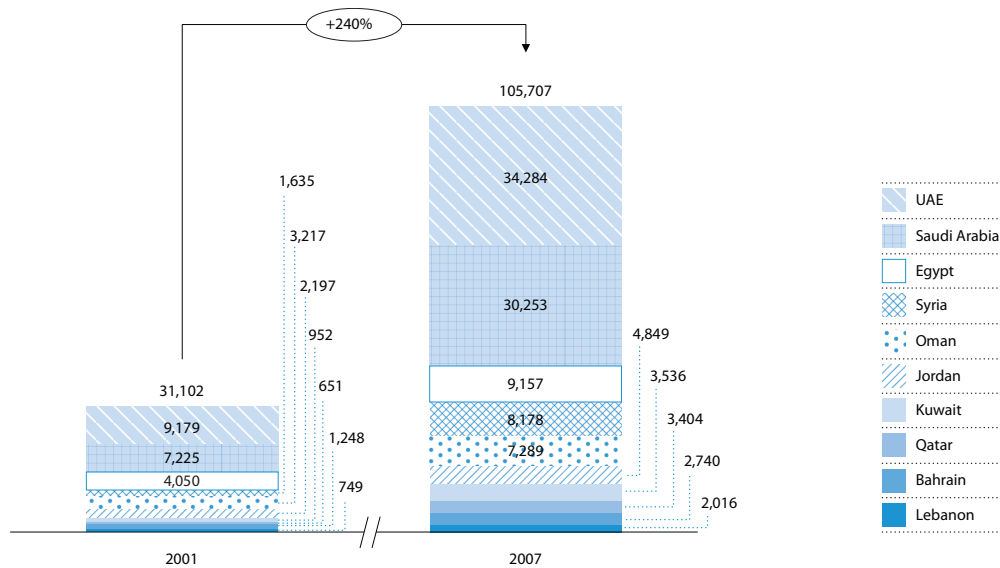 +240%
105,707
34,284
1,635
UAE
3,217
Saudi Arabia
Egypt
2,197
30,253
Syria
952
4,849
Oman
651
3,536
Jordan
31,102
9,157
Kuwait
9,179
8,178
3,404
1,248
7,289
Qatar
7,225
2,740
4,050
749
Bahrain
2,016
Lebanon
2001
2007